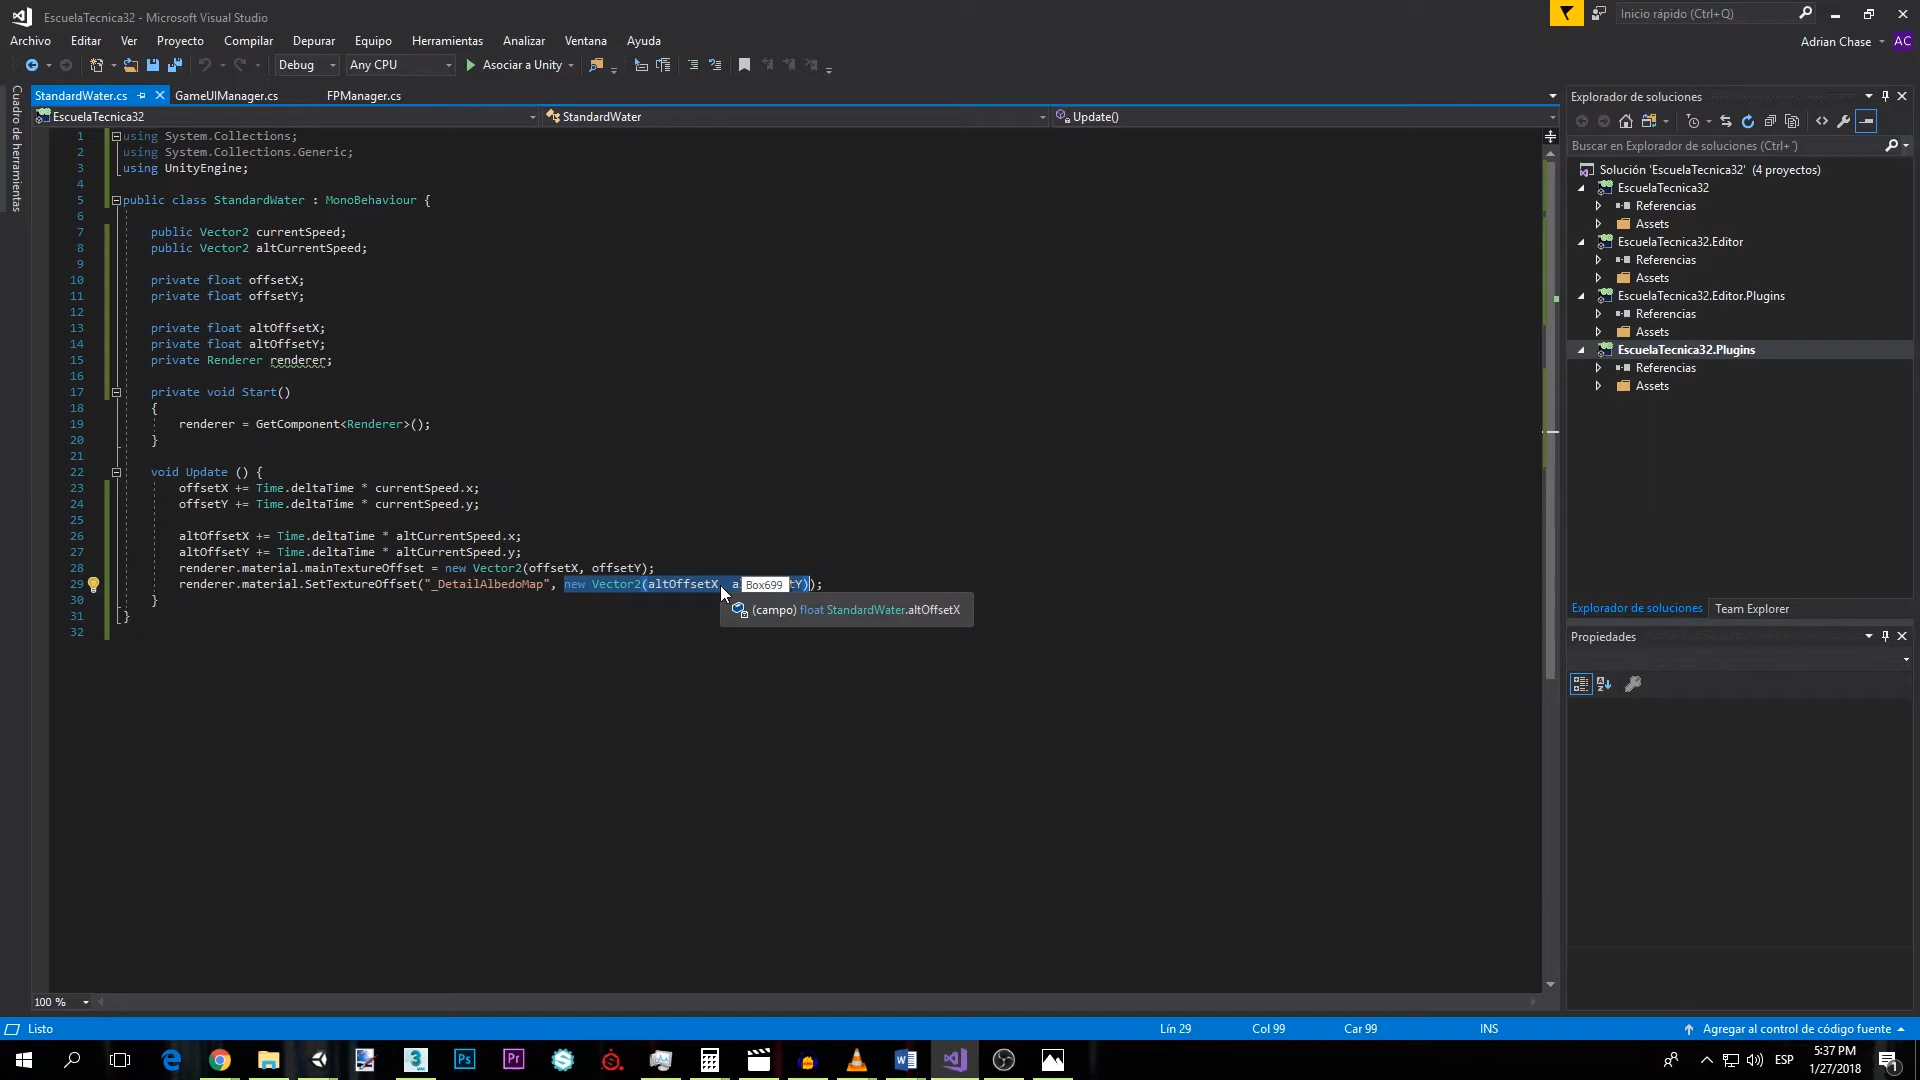 EscuelaTecnica32 - Microsoft Visual Studio
Inicio rápido (Ctrl+Q)
Archivo Editar Ver Proyecto Compilar Depurar Equipo Herramientas Analizar Ventana Ayuda
Adrian Chase AC
Debug Any CPU Asociar a Unity
Cuadro de herramientas
StandardWater.cs GameUIManager.cs FPManager.cs
EscuelaTecnica32 StandardWater Update()
1 using System.Collections;
2 using System.Collections.Generic;
3 using UnityEngine;
4
5 public class StandardWater : MonoBehaviour {
6
7 public Vector2 currentSpeed;
8 public Vector2 altCurrentSpeed;
9
10 private float offsetX;
11 private float offsetY;
12
13 private float altOffsetX;
14 private float altOffsetY;
15 private Renderer renderer;
16
17 private void Start()
18 {
19 renderer = GetComponent<Renderer>();
20 }
21
22 void Update () {
23 offsetX += Time.deltaTime * currentSpeed.x;
24 offsetY += Time.deltaTime * currentSpeed.y;
25
26 altOffsetX += Time.deltaTime * altCurrentSpeed.x;
27 altOffsetY += Time.deltaTime * altCurrentSpeed.y;
28 renderer.material.mainTextureOffset = new Vector2(offsetX, offsetY);
29 renderer.material.SetTextureOffset("_DetailAlbedoMap", new Vector2(altOffsetX, a Box699 tY));
(campo) float StandardWater.altOffsetX
30 }
31 }
32
100 %
Explorador de soluciones
Buscar en Explorador de soluciones (Ctrl+´)
Solución 'EscuelaTecnica32' (4 proyectos)
EscuelaTecnica32
Referencias
Assets
EscuelaTecnica32.Editor
Referencias
Assets
EscuelaTecnica32.Editor.Plugins
Referencias
Assets
EscuelaTecnica32.Plugins
Referencias
Assets
Explorador de soluciones Team Explorer
Propiedades
Listo Lín 29 Col 99 Car 99 INS Agregar al control de código fuente
3 Ps Pr ESP 5:37 PM
1/27/2018 1